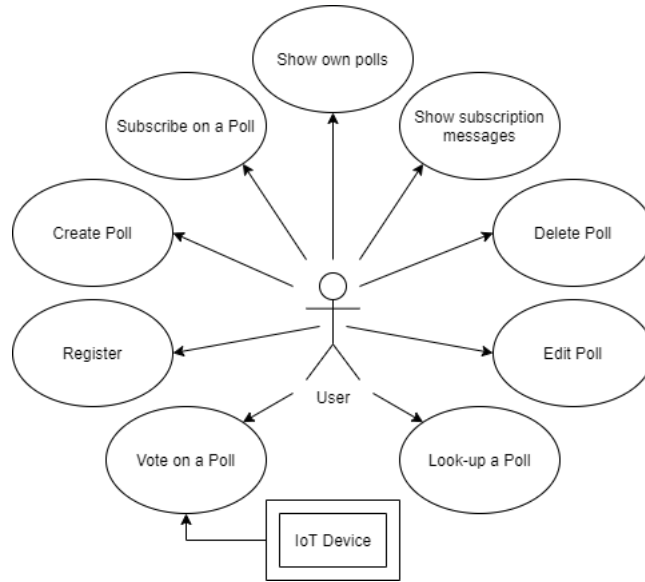 Show own polls
Subscribe on a Poll
Show subscription
messages
Create Poll
Delete Poll
Register
Edit Poll
User
Vote on a Poll
Look-up a Poll
IoT Device